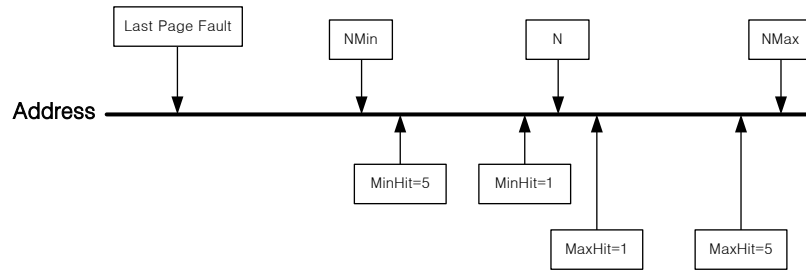 Last Page Fault
NMin
N
NMax
Address
MinHit=5
MinHit=1
MaxHit=1
MaxHit=5